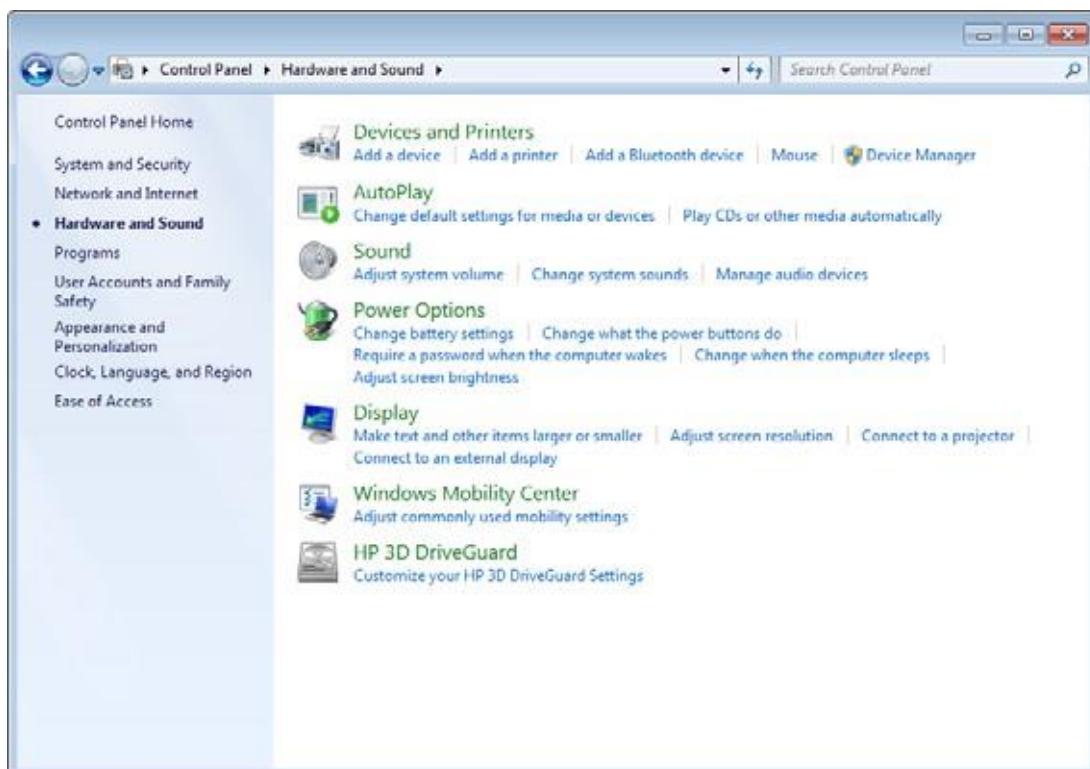 Control Panel Hardware and Sound
Search Control Panel
Control Panel Home
System and Security
Network and Internet
Hardware and Sound
Programs
User Accounts and Family
Safety
Appearance and
Personalization
Clock, Language, and Region
Ease of Access
Devices and Printers
Add a device Add a printer Add a Bluetooth device Mouse Device Manager
AutoPlay
Change default settings for media or devices Play CDs or other media automatically
Sound
Adjust system volume Change system sounds Manage audio devices
Power Options
Change battery settings Change what the power buttons do
Require a password when the computer wakes Change when the computer sleeps
Adjust screen brightness
Display
Make text and other items larger or smaller Adjust screen resolution Connect to a projector
Connect to an external display
Windows Mobility Center
Adjust commonly used mobility settings
HP 3D DriveGuard
Customize your HP 3D DriveGuard Settings